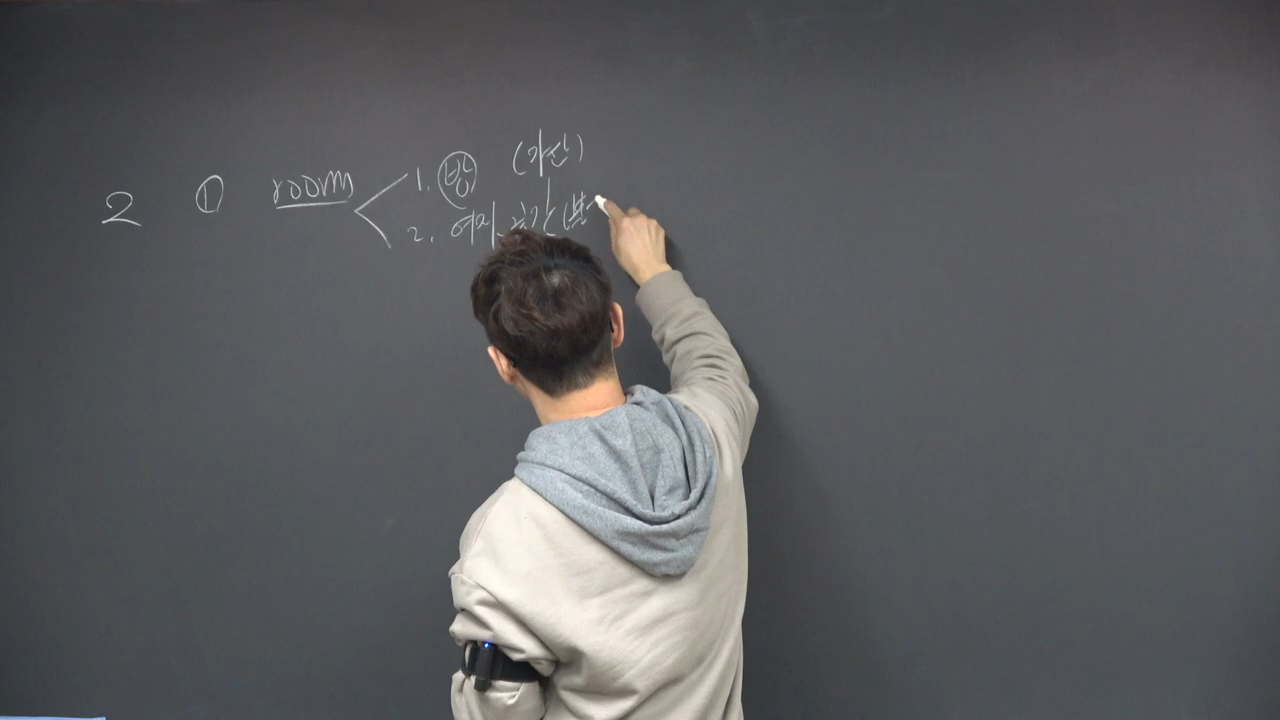 2 ① room 1. 방 (가산)
2. 여지, 공간 (불